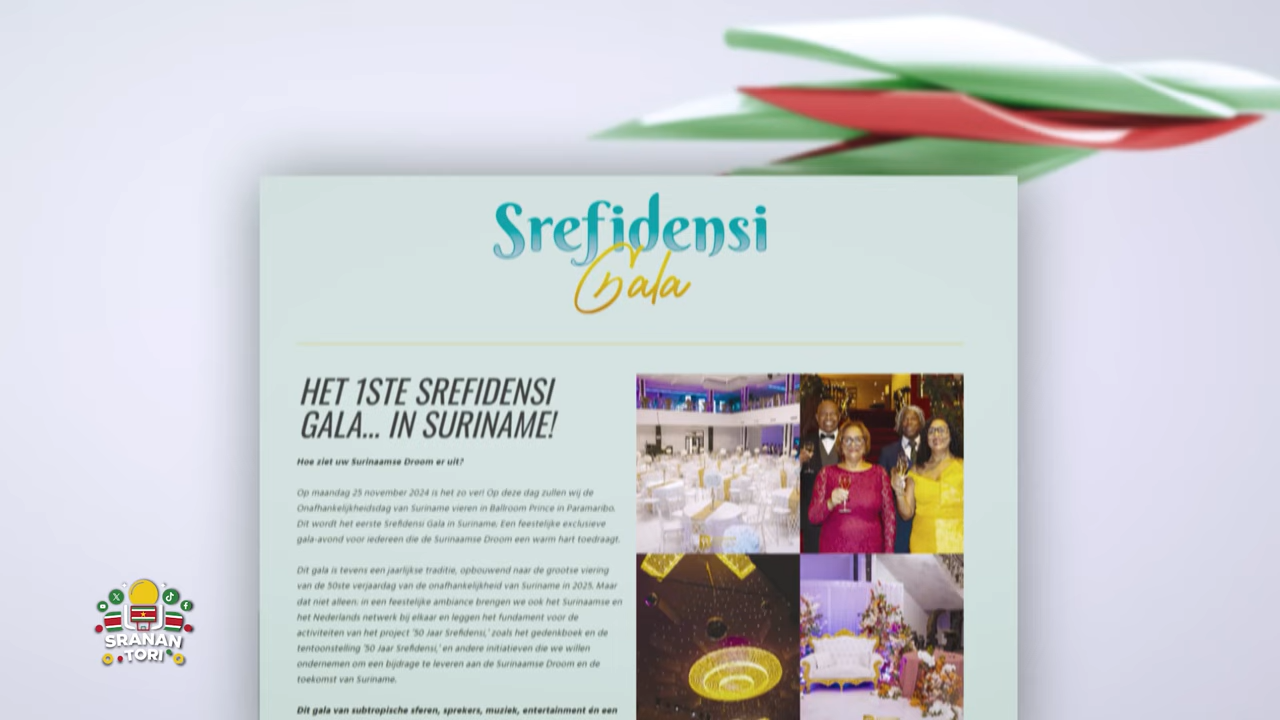 Srefidensi
Gala
HET 1STE SREFIDENSI
GALA... IN SURINAME!
Hoe ziet uw Surinaamse Droom er uit?
Op maandag 25 november 2024 is het zo ver! Op deze dag zullen wij de
Onafhankelijkheidsdag van Suriname vieren in Ballroom Prince in Paramaribo.
Dit wordt het eerste Srefidensi Gala in Suriname. Een feestelijke exclusieve
gala-avond voor iedereen die de Surinaamse Droom een warm hart toedraagt.
Dit gala is tevens een jaarlijkse traditie, opbouwend naar de grootse viering
van de 50ste verjaardag van de onafhankelijkheid van Suriname in 2025. Maar
dat niet alleen. in een feestelijke ambiance brengen we ook het Surinaamse en
het Nederlands netwerk bij elkaar en leggen het fundament voor de
activiteiten van het project '50 Jaar Srefidensi,' zoals het gedenkboek en de
tentoonstelling '50 Jaar Srefidensi,' en andere initiatieven die we willen
ondernemen om een bijdrage te leveren aan de Surinaamse Droom en de
toekomst van Suriname.
Dit gala van subtropische sferen, sprekers, muziek, entertainment én een
SRANAN
TORI